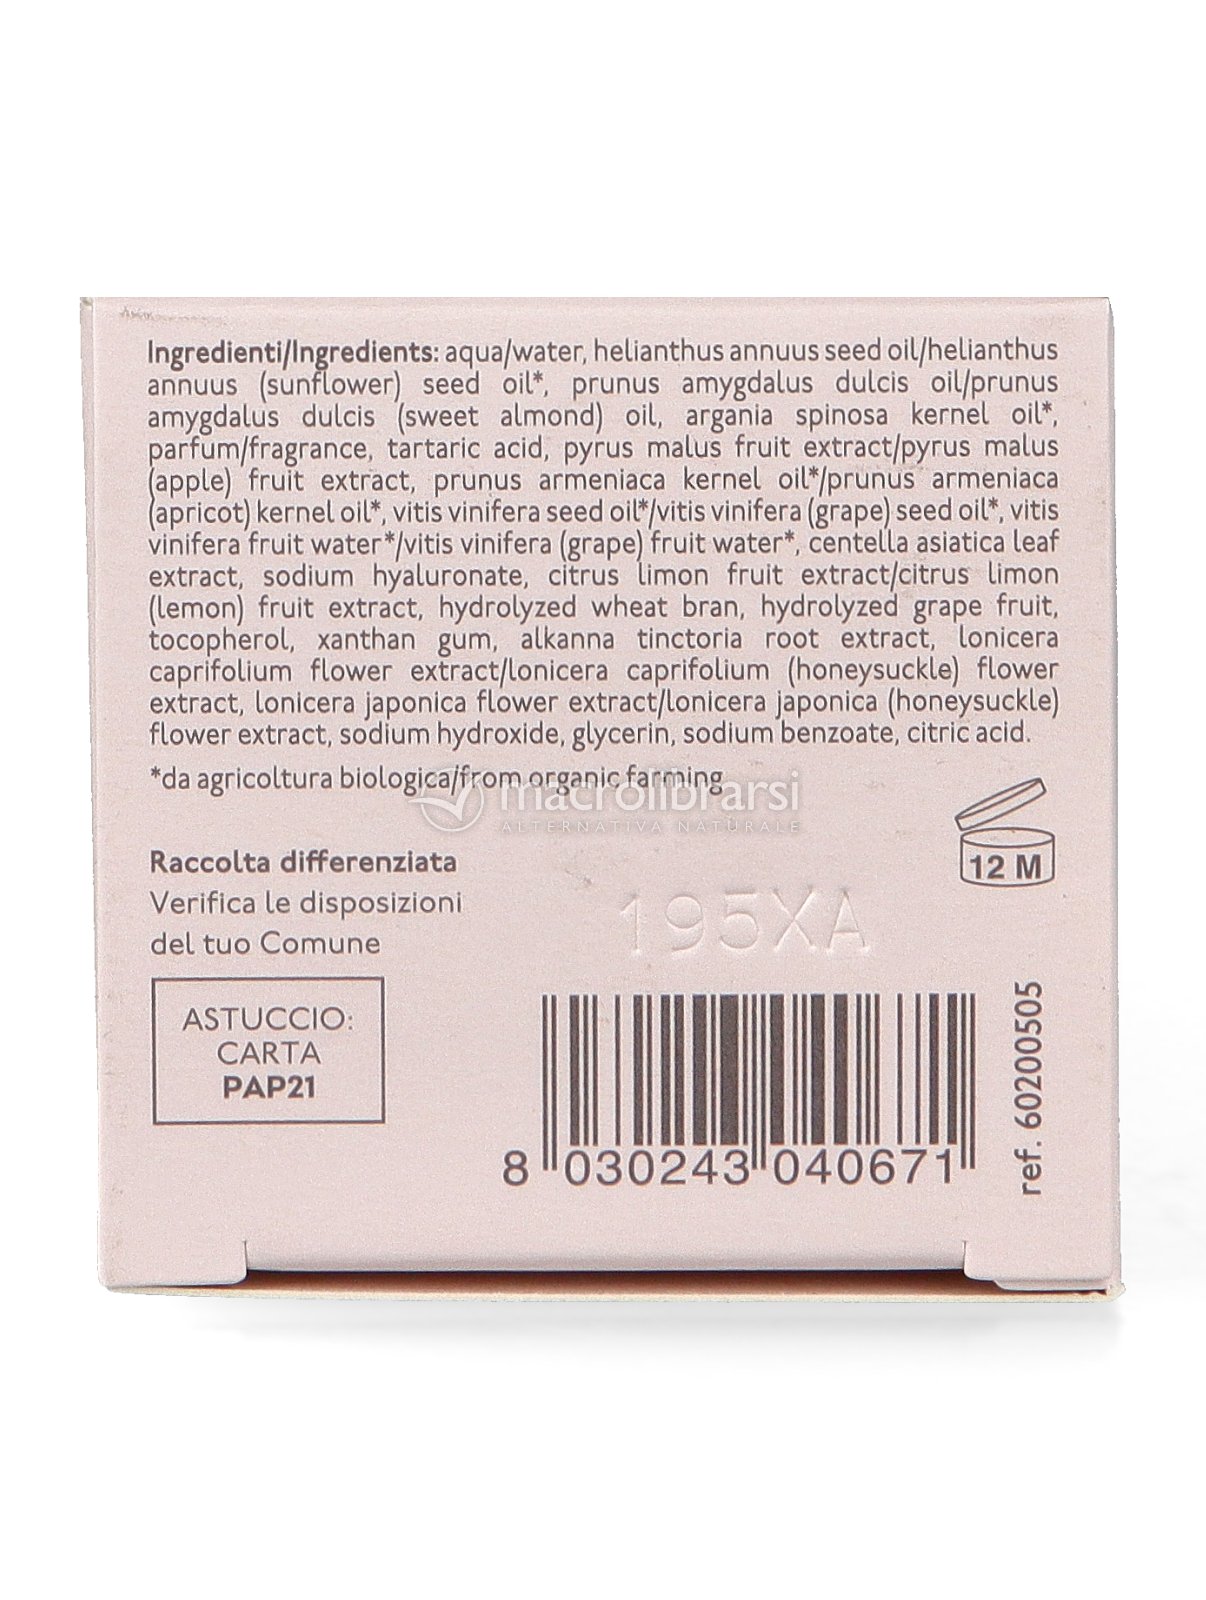 Ingredienti/Ingredients: aqua/water, helianthus annuus seed oil/helianthus
annuus (sunflower) seed oil*, prunus amygdalus dulcis oil/prunus
amygdalus dulcis (sweet almond) oil, argania spinosa kernel oil*,
parfum/fragrance, tartaric acid, pyrus malus fruit extract/pyrus malus
(apple) fruit extract, prunus armeniaca kernel oil*/prunus armeniaca
(apricot) kernel oil*, vitis vinifera seed oil*/vitis vinifera (grape) seed oil*, vitis
vinifera fruit water*/vitis vinifera (grape) fruit water*, centella asiatica leaf
extract, sodium hyaluronate, citrus limon fruit extract/citrus limon
(lemon) fruit extract, hydrolyzed wheat bran, hydrolyzed grape fruit,
tocopherol, xanthan gum, alkanna tinctoria root extract, lonicera
caprifolium flower extract/lonicera caprifolium (honeysuckle) flower
extract, lonicera japonica flower extract/lonicera japonica (honeysuckle)
flower extract, sodium hydroxide, glycerin, sodium benzoate, citric acid.
*da agricoltura biologica/from organic farming
macrolibrarsi
ALTERNATIVA NATURALE
12 M
Raccolta differenziata
Verifica le disposizioni
del tuo Comune
195XA
ASTUCCIO:
CARTA
PAP21
8 030243 040671
ref. 60200505